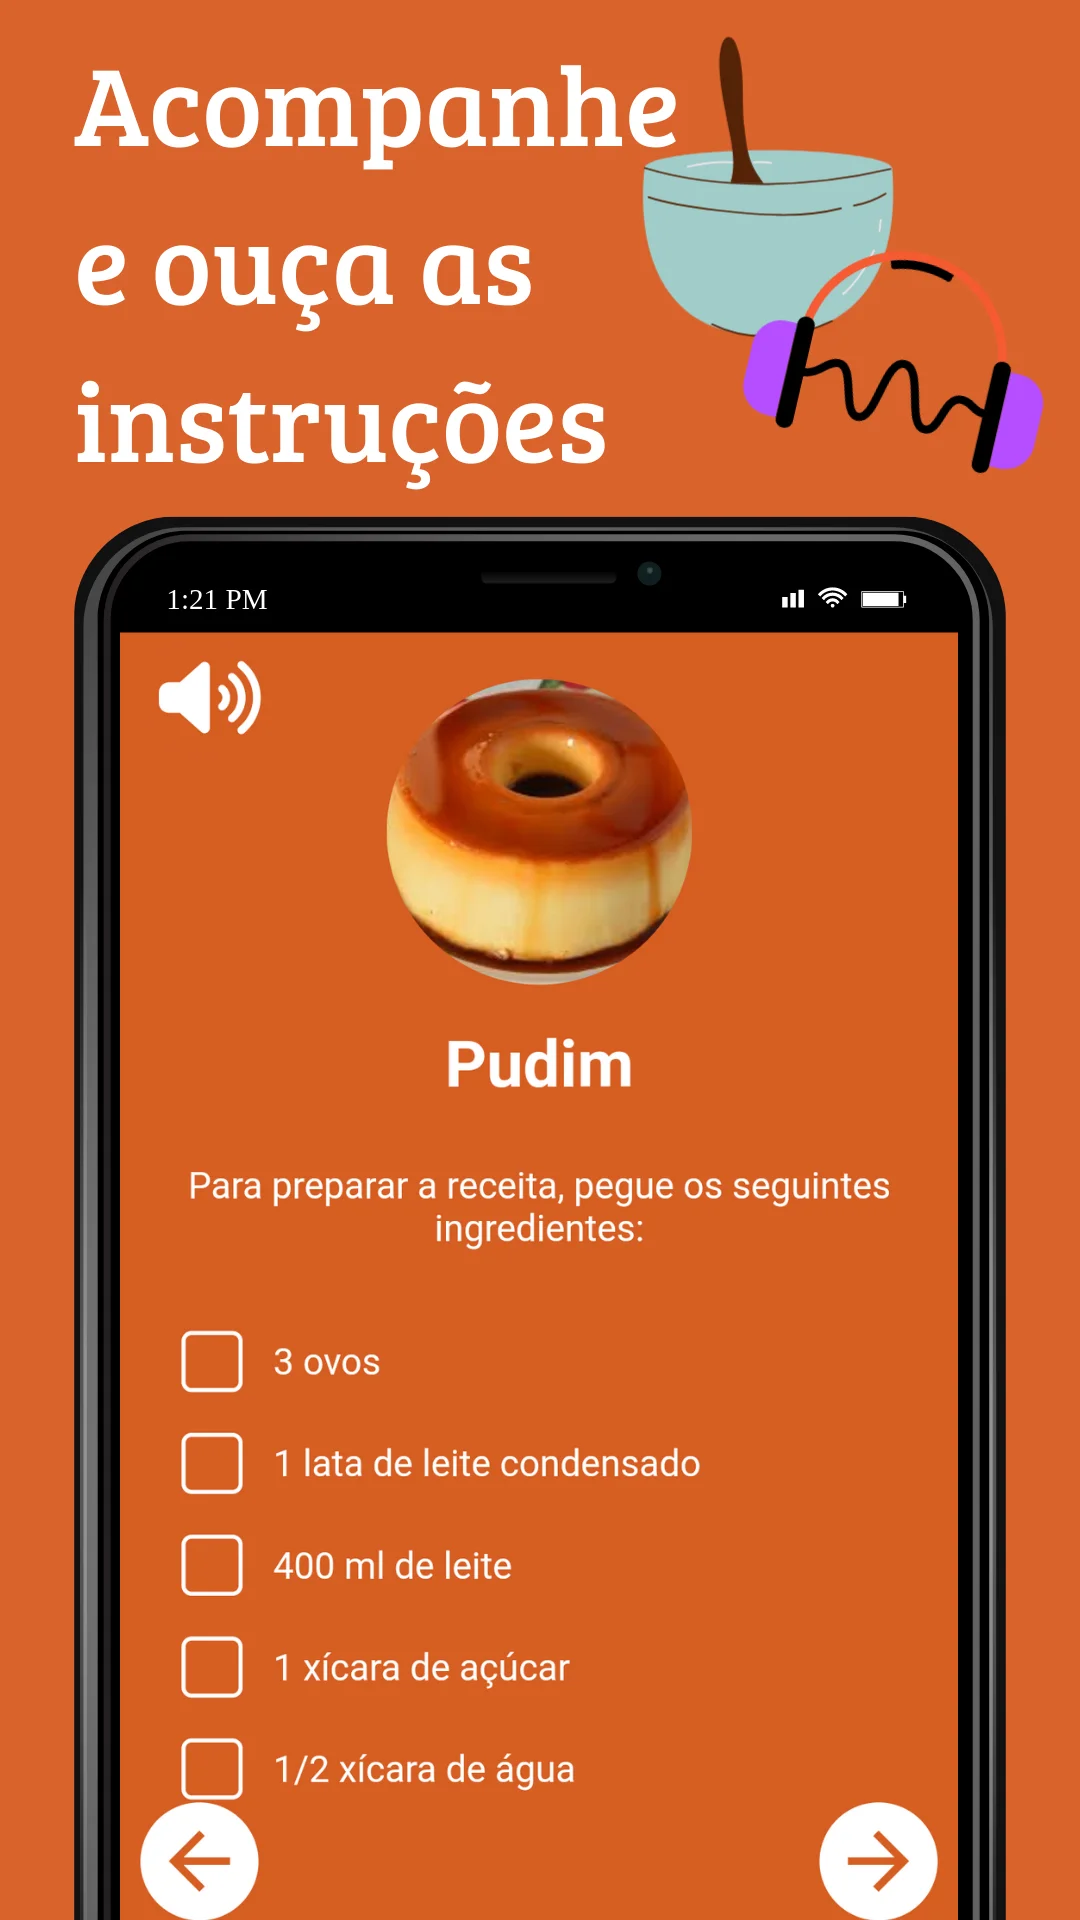 Acompanhe
e ouça as
instruções
1:21 PM
Pudim
Para preparar a receita, pegue os seguintes
ingredientes:
3 ovos
1 lata de leite condensado
400 ml de leite
1 xícara de açúcar
1/2 xícara de água